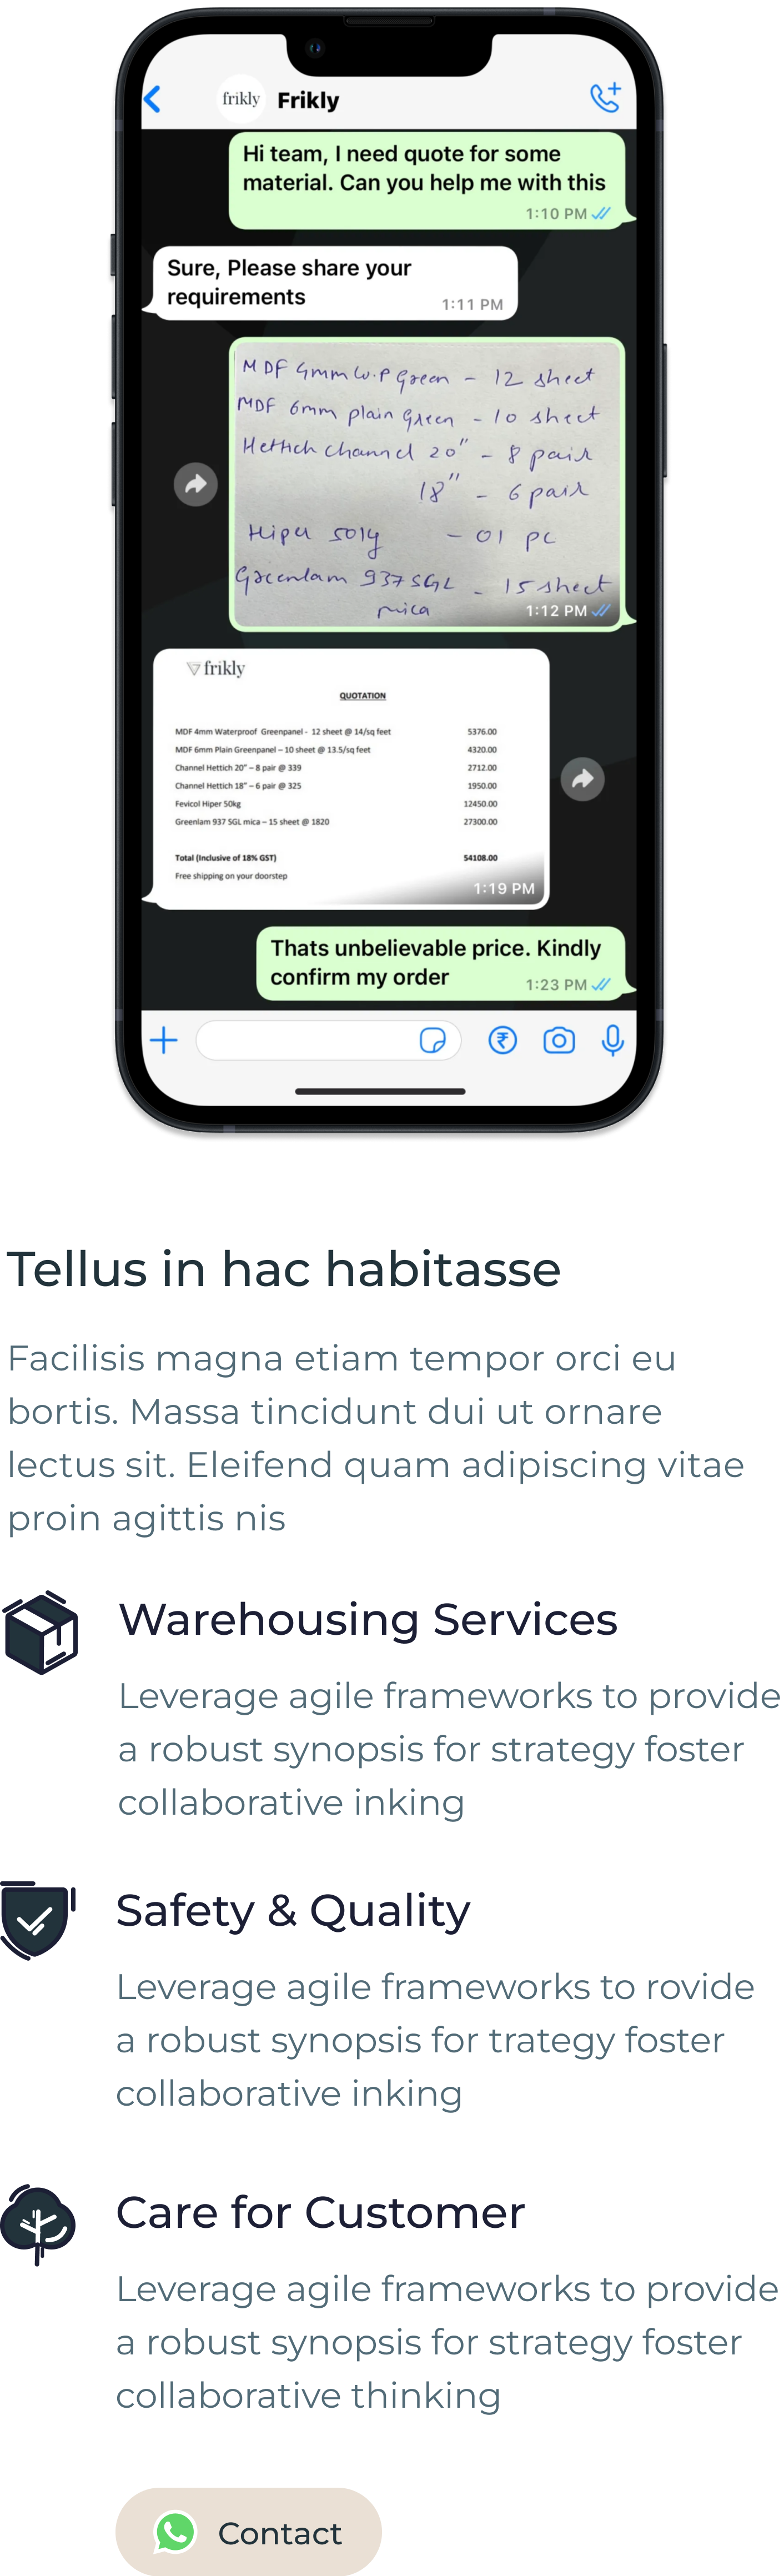 frikly Frikly
Hi team, I need quote for some
material. Can you help me with this
1:10 PM
Sure, Please share your
requirements
1:11 PM
MDF 4mm W.P Green - 12 sheet
MDF 6mm plain Green - 10 sheet
Hettich channel 20" - 8 pair
18" - 6 pair
Hiper 50kg - 01 pc
Greenlam 937 SGL - 15 sheet
mica
1:12 PM
frikly
QUOTATION
MDF 4mm Waterproof Greenpanel - 12 sheet @ 14/sq feet 5376.00
MDF 6mm Plain Greenpanel – 10 sheet @ 13.5/sq feet 4320.00
Channel Hettich 20" – 8 pair @ 339 2712.00
Channel Hettich 18" – 6 pair @ 325 1950.00
Fevicol Hiper 50kg 12450.00
Greenlam 937 SGL mica – 15 sheet @ 1820 27300.00
Total (Inclusive of 18% GST) 54108.00
Free shipping on your doorstep
1:19 PM
Thats unbelievable price. Kindly
confirm my order
1:23 PM
Tellus in hac habitasse
Facilisis magna etiam tempor orci eu
bortis. Massa tincidunt dui ut ornare
lectus sit. Eleifend quam adipiscing vitae
proin agittis nis
Warehousing Services
Leverage agile frameworks to provide
a robust synopsis for strategy foster
collaborative inking
Safety & Quality
Leverage agile frameworks to rovide
a robust synopsis for trategy foster
collaborative inking
Care for Customer
Leverage agile frameworks to provide
a robust synopsis for strategy foster
collaborative thinking
Contact